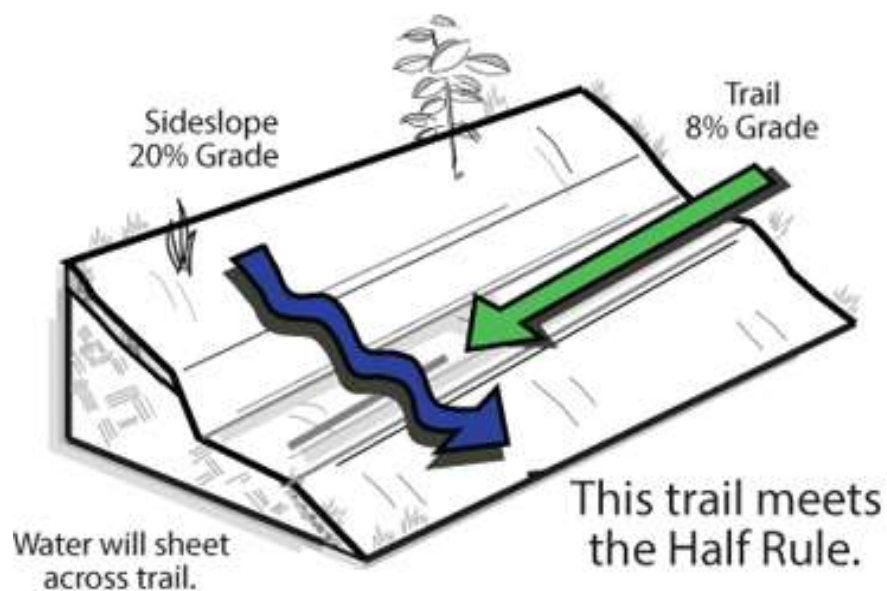 Sideslope
20% Grade
Trail
8% Grade
This trail meets
the Half Rule.
Water will sheet
across trail.